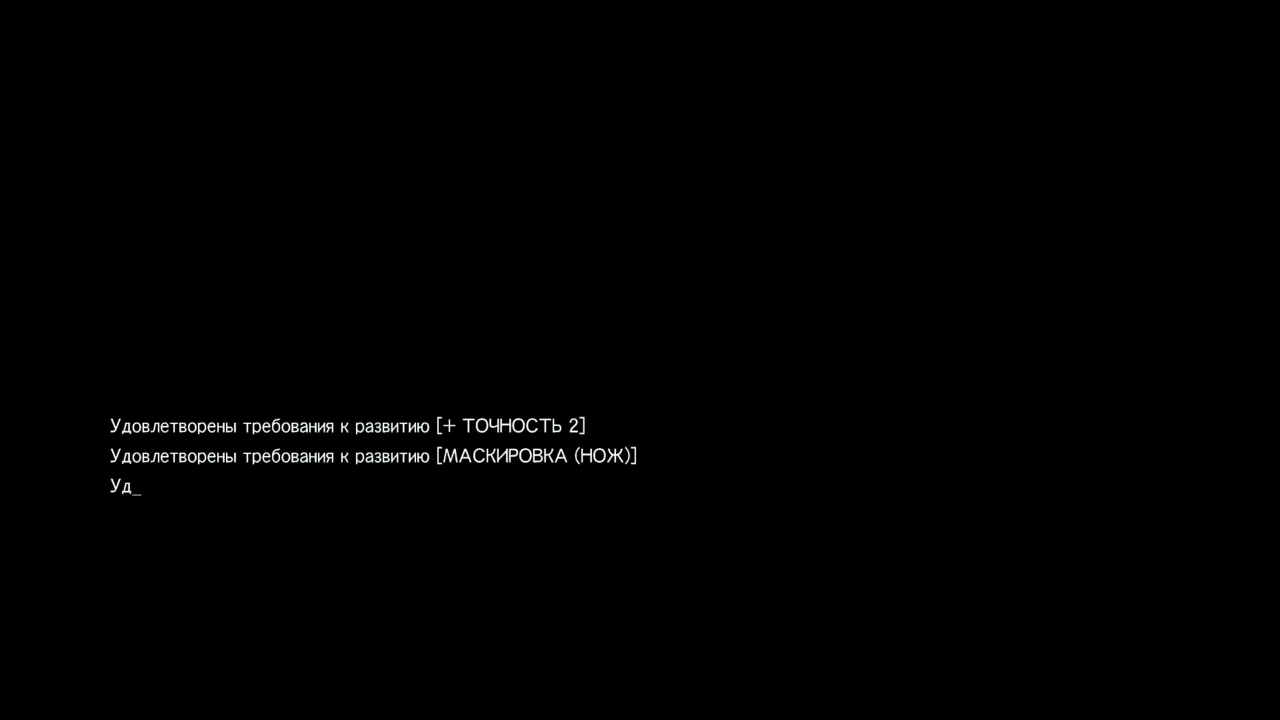 Удовлетворены требования к развитию [+ ТОЧНОСТЬ 2]
Удовлетворены требования к развитию [МАСКИРОВКА (НОЖ)]
Уд_